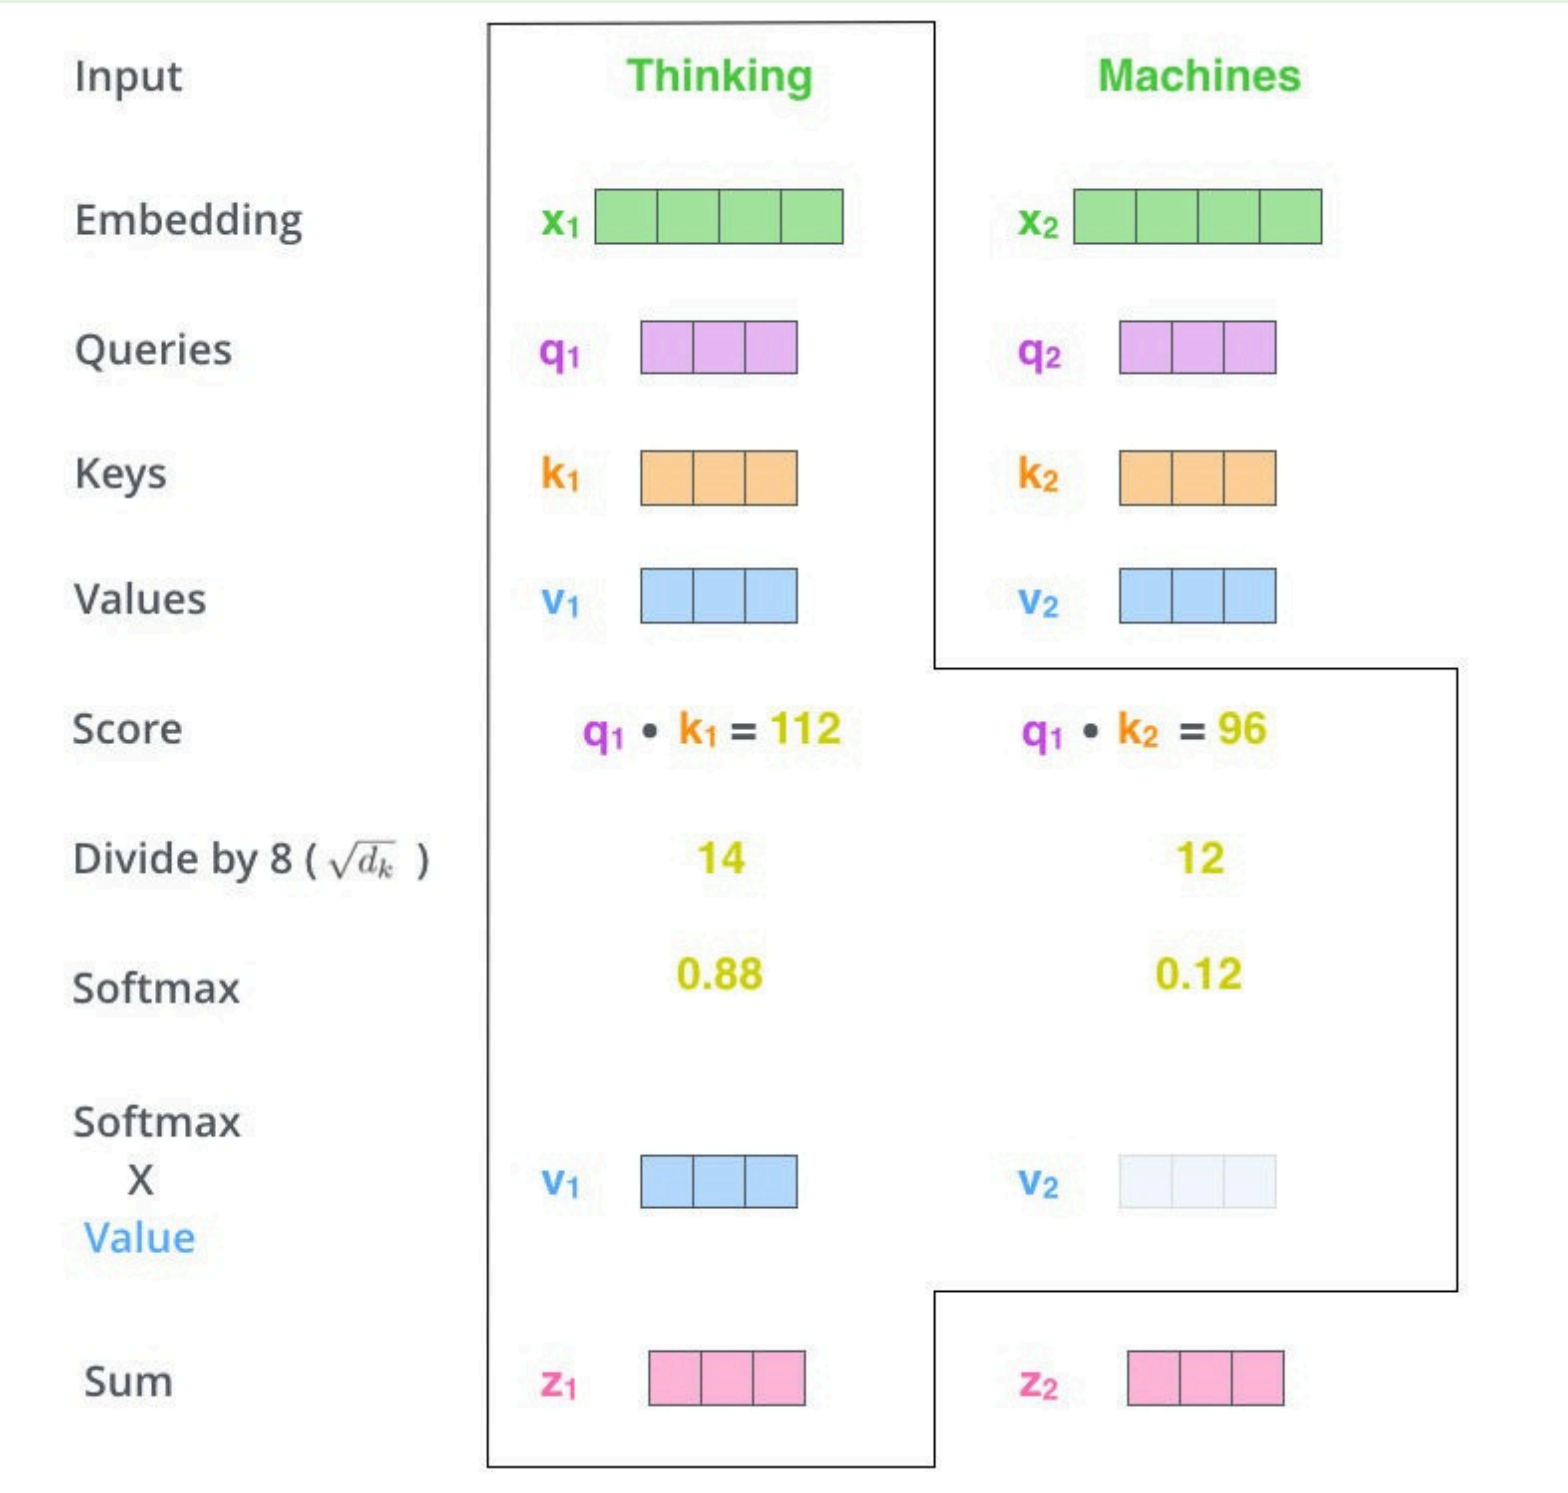 Input Thinking Machines
Embedding x1 x2
Queries q1 q2
Keys k1 k2
Values v1 v2
Score q1 • k1 = 112 q1 • k2 = 96
Divide by 8 ( √dk ) 14 12
Softmax 0.88 0.12
Softmax
X
Value v1 v2
Sum z1 z2